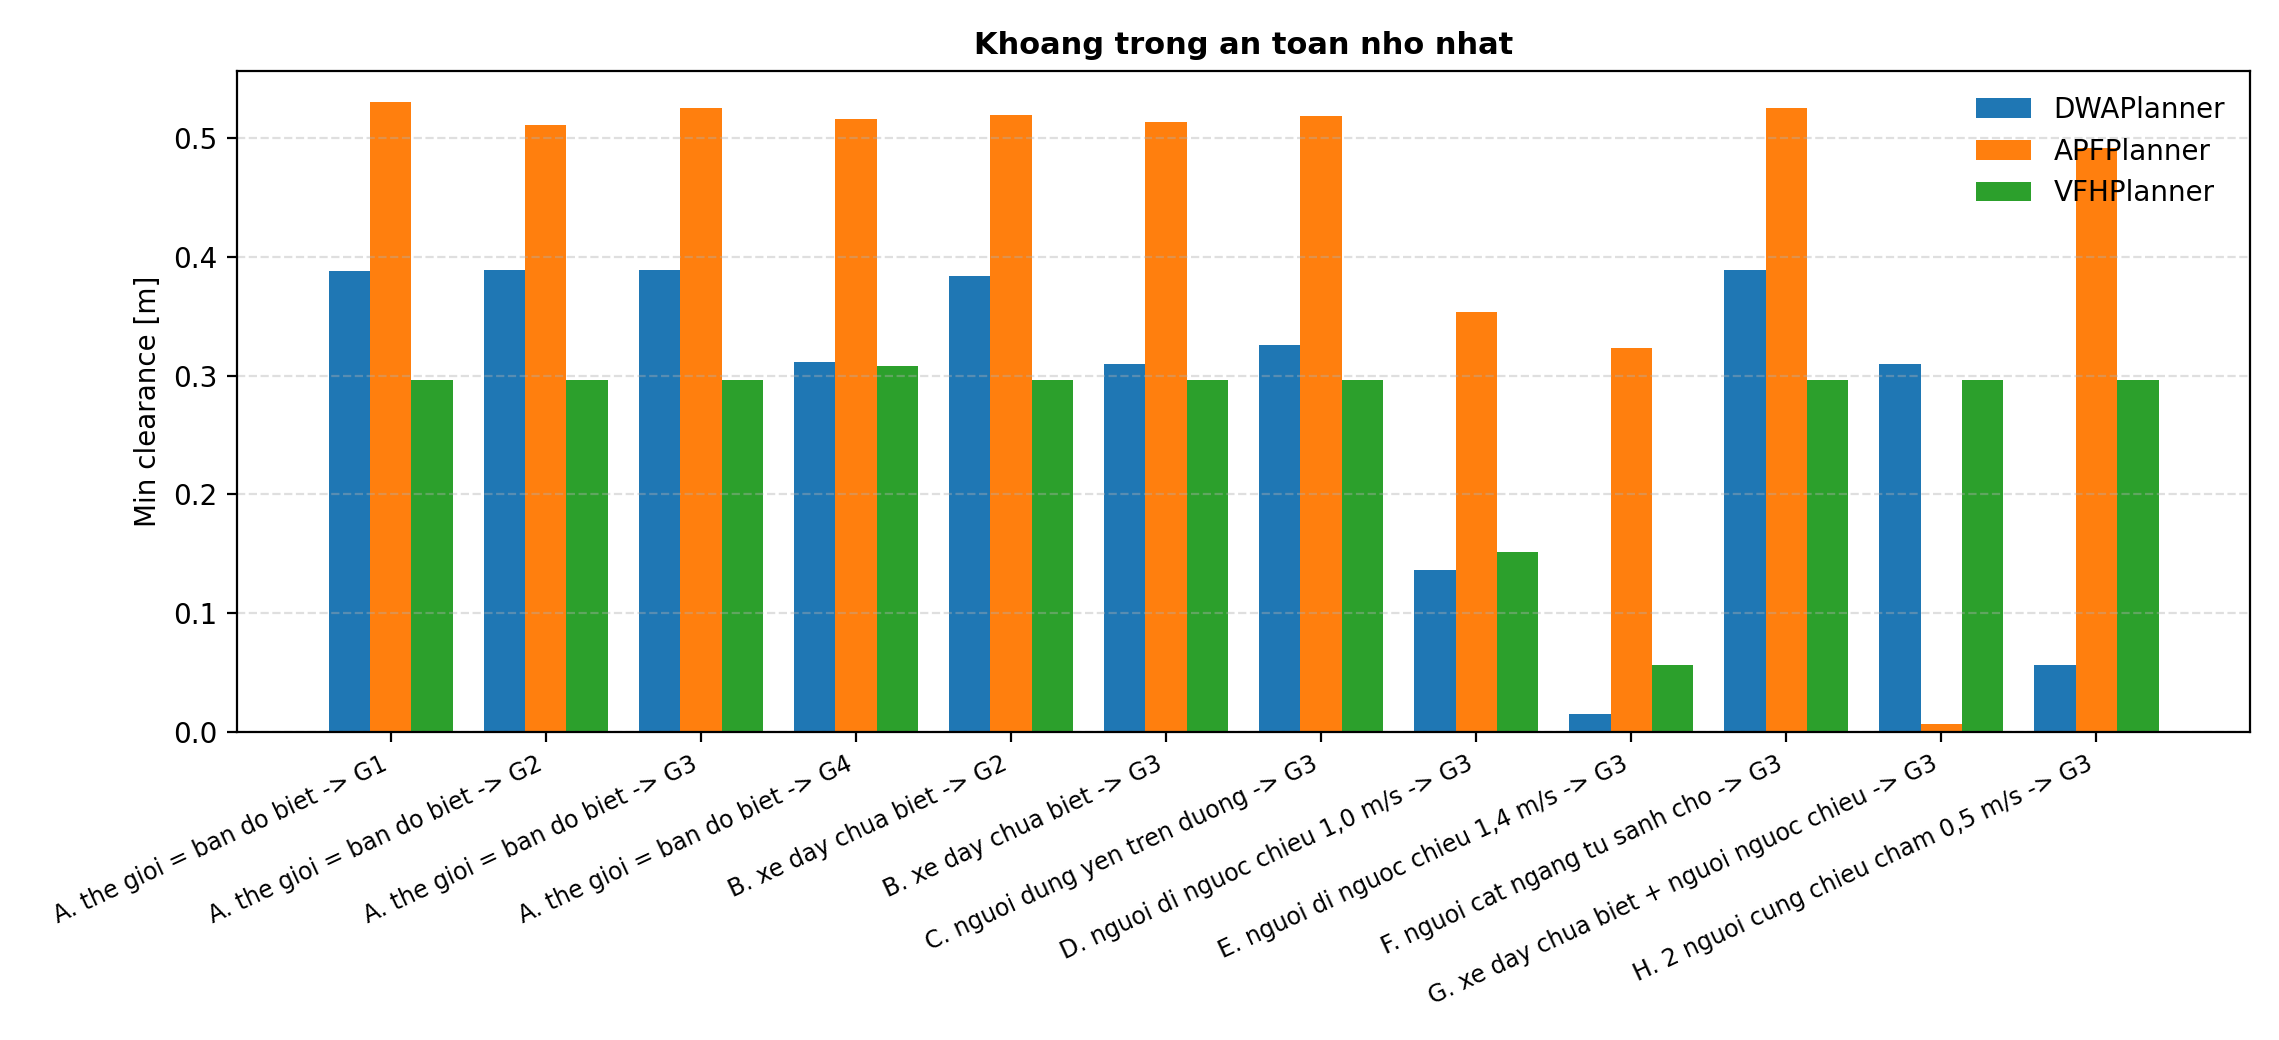 Khoang trong an toan nho nhat
DWAPlanner
APFPlanner
VFHPlanner
Min clearance [m]
0.5
0.4
0.3
0.2
0.1
0.0
A. the gioi = ban do biet -> G1
A. the gioi = ban do biet -> G2
A. the gioi = ban do biet -> G3
A. the gioi = ban do biet -> G4
B. xe day chua biet -> G2
B. xe day chua biet -> G3
C. nguoi dung yen tren duong -> G3
D. nguoi di nguoc chieu 1,0 m/s -> G3
E. nguoi di nguoc chieu 1,4 m/s -> G3
F. nguoi cat ngang tu sanh cho -> G3
G. xe day chua biet + nguoi nguoc chieu -> G3
H. 2 nguoi cung chieu cham 0,5 m/s -> G3